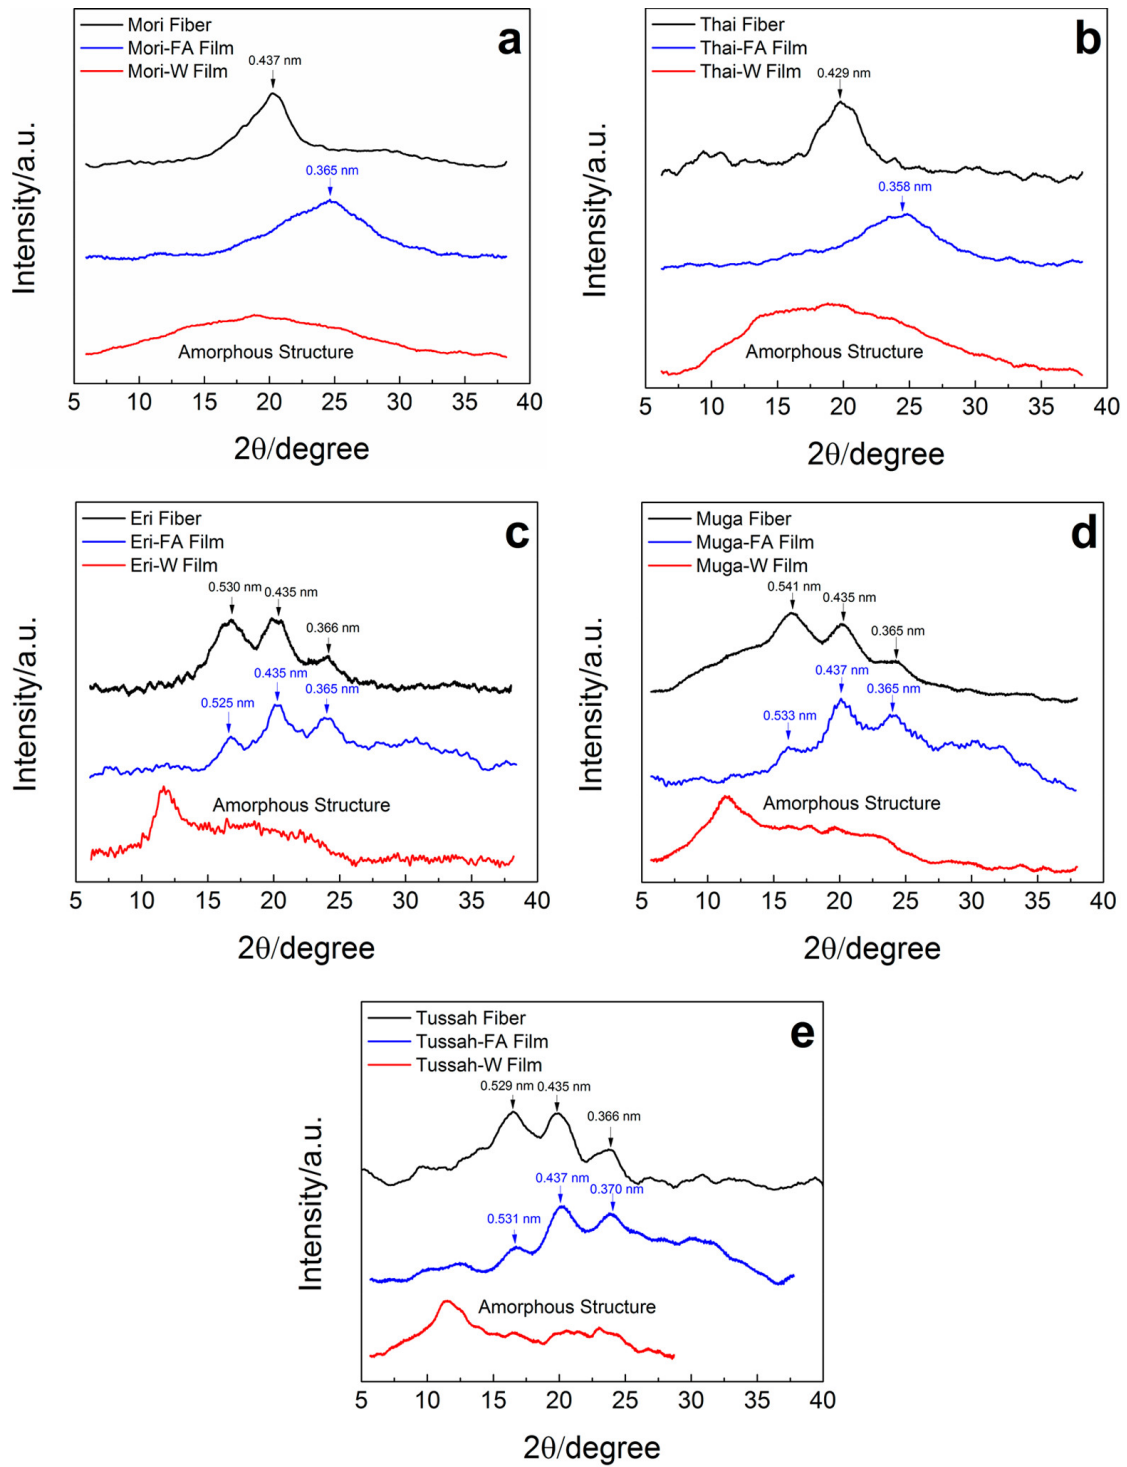 Mori Fiber
Mori-FA Film
Mori-W Film
a
0.437 nm
0.365 nm
Amorphous Structure
Intensity/a.u.
5 10 15 20 25 30 35 40
2θ/degree
Thai Fiber
Thai-FA Film
Thai-W Film
b
0.429 nm
0.358 nm
Amorphous Structure
Intensity/a.u.
5 10 15 20 25 30 35 40
2θ/degree
Eri Fiber
Eri-FA Film
Eri-W Film
c
0.530 nm
0.435 nm
0.366 nm
0.435 nm
0.525 nm
0.365 nm
Amorphous Structure
Intensity/a.u.
5 10 15 20 25 30 35 40
2θ/degree
Muga Fiber
Muga-FA Film
Muga-W Film
d
0.541 nm
0.435 nm
0.365 nm
0.437 nm
0.365 nm
0.533 nm
Amorphous Structure
Intensity/a.u.
5 10 15 20 25 30 35 40
2θ/degree
Tussah Fiber
Tussah-FA Film
Tussah-W Film
e
0.529 nm 0.435 nm
0.366 nm
0.437 nm
0.370 nm
0.531 nm
Amorphous Structure
Intensity/a.u.
5 10 15 20 25 30 35 40
2θ/degree